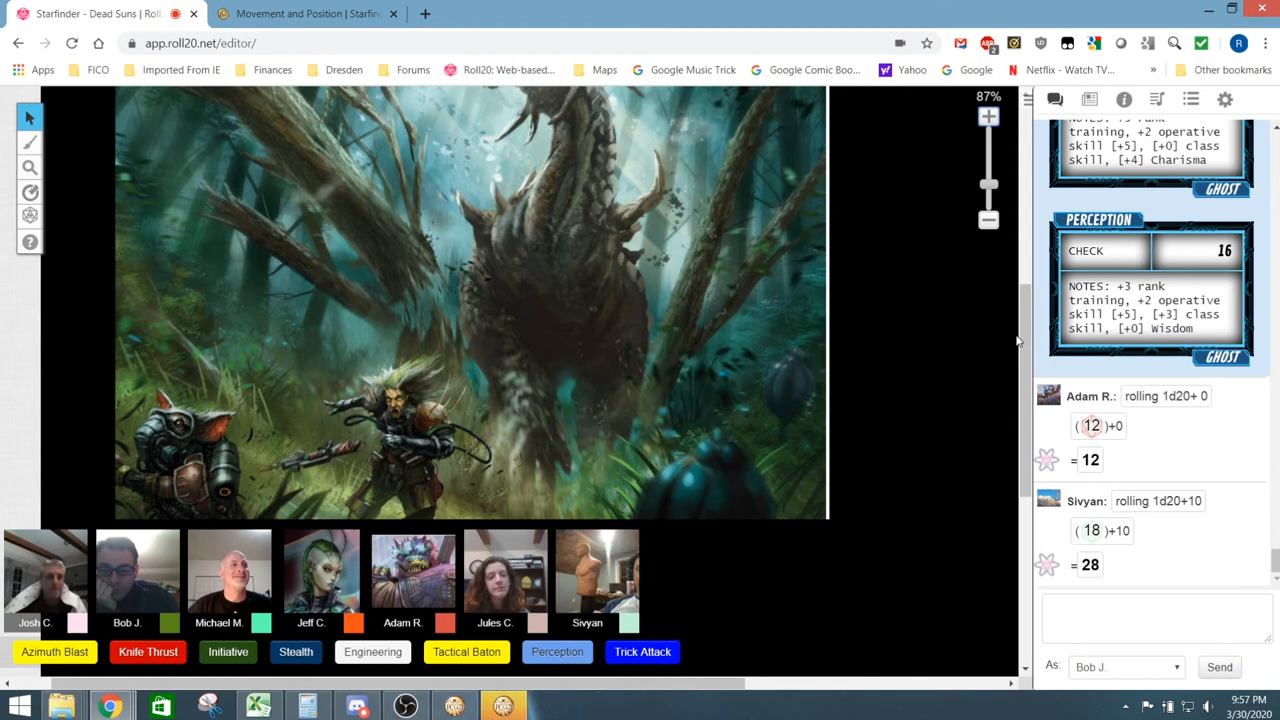 Starfinder - Dead Suns | Roll
Movement and Position | Starfin
app.roll20.net/editor/
2
R
Apps
FICO
Imported From IE
Finances
Dresden
Forums
Roll20: Web-based...
Maps
Google Music Trick
Google Comic Boo...
Yahoo
Google
Netflix - Watch TV...
»
Other bookmarks
87%
training, +2 operative
skill [+5], [+0] class
skill, [+4] Charisma
GHOST
PERCEPTION
CHECK 16
NOTES: +3 rank
training, +2 operative
skill [+5], [+3] class
skill, [+0] Wisdom
GHOST
Adam R.: rolling 1d20+ 0
(12)+0
=12
Sivyan: rolling 1d20+10
(18)+10
=28
Josh C.
Bob J.
Michael M.
Jeff C.
Adam R.
Jules C.
Sivyan
Azimuth Blast
Knife Thrust
Initiative
Stealth
Engineering
Tactical Baton
Perception
Trick Attack
As: Bob J. Send
9:57 PM
3/30/2020